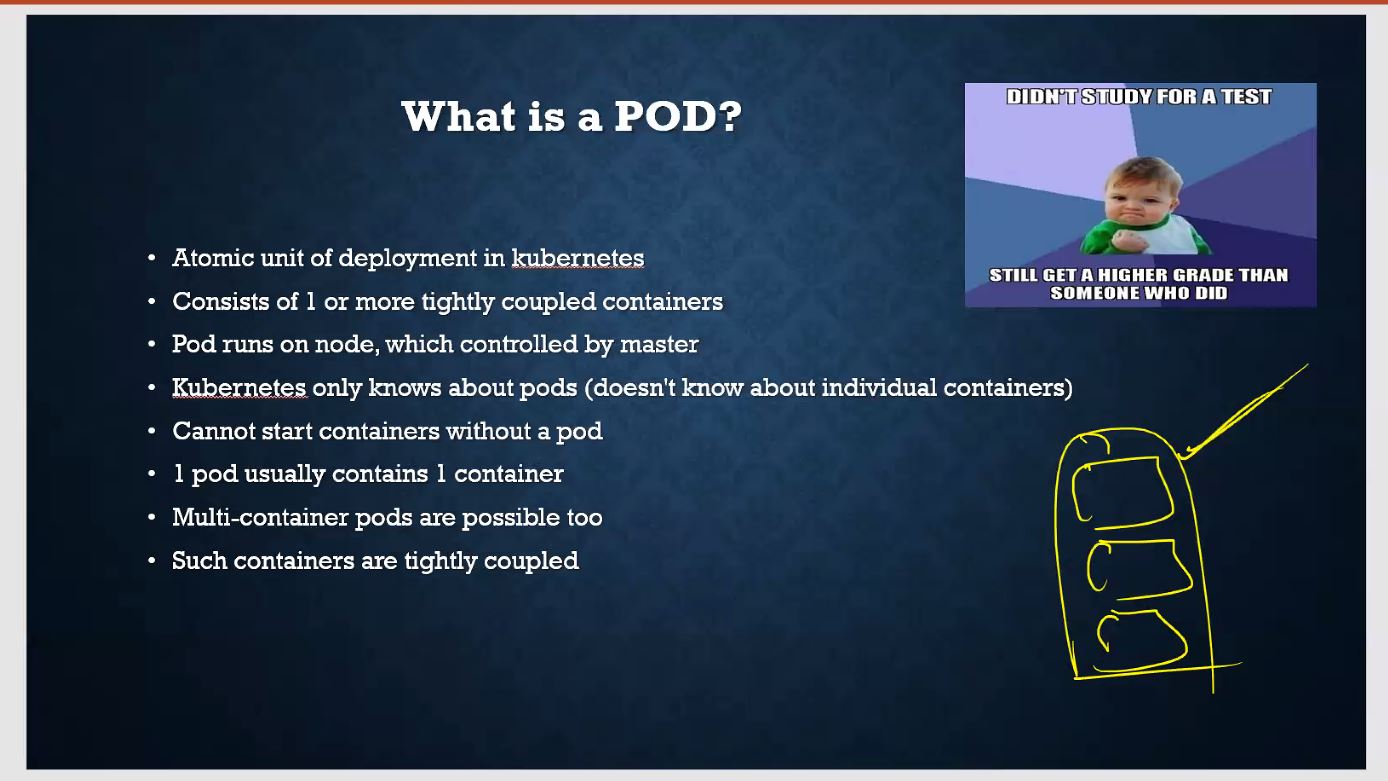 What is a POD?
DIDN'T STUDY FOR A TEST
STILL GET A HIGHER GRADE THAN
SOMEONE WHO DID
• Atomic unit of deployment in kubernetes
• Consists of 1 or more tightly coupled containers
• Pod runs on node, which controlled by master
• Kubernetes only knows about pods (doesn't know about individual containers)
• Cannot start containers without a pod
• 1 pod usually contains 1 container
• Multi-container pods are possible too
• Such containers are tightly coupled